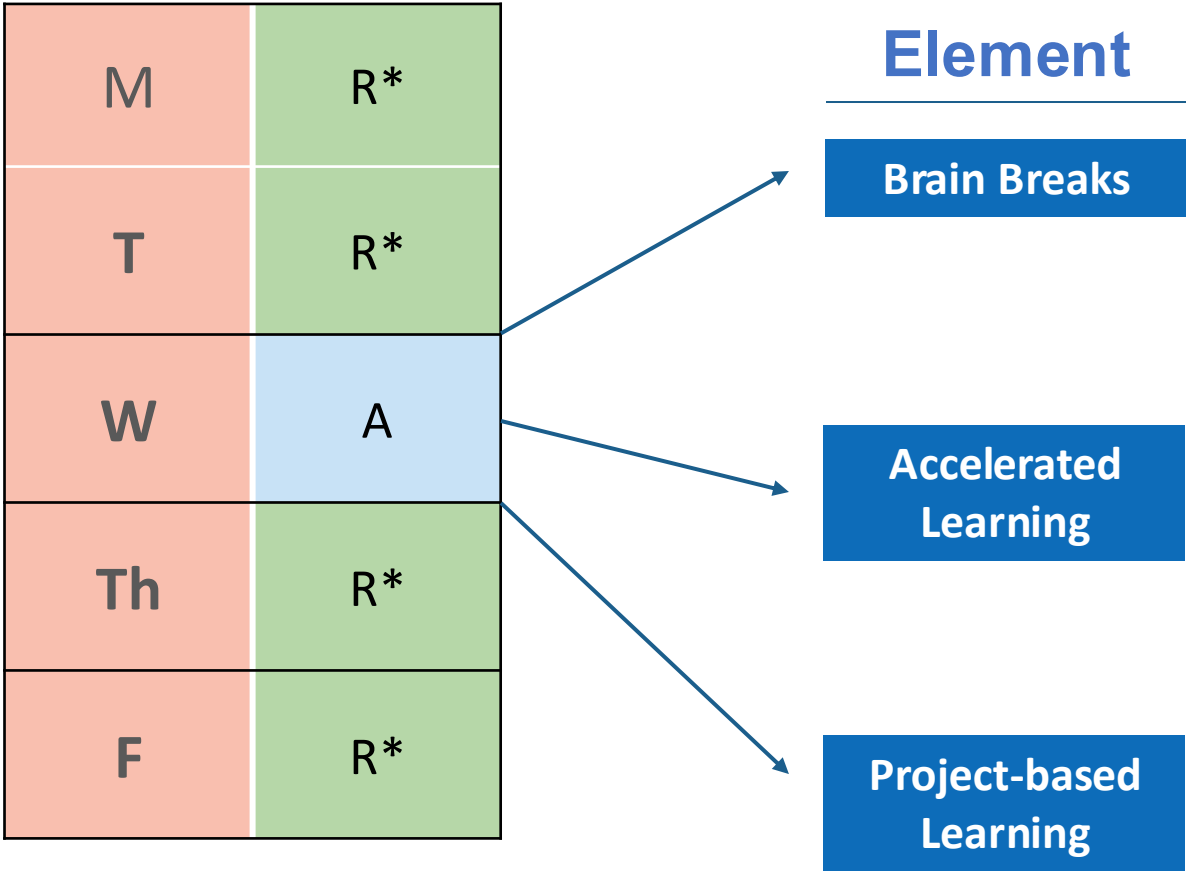 M R*
T R*
W A
Th R*
F R*
Element
Brain Breaks
Accelerated
Learning
Project-based
Learning